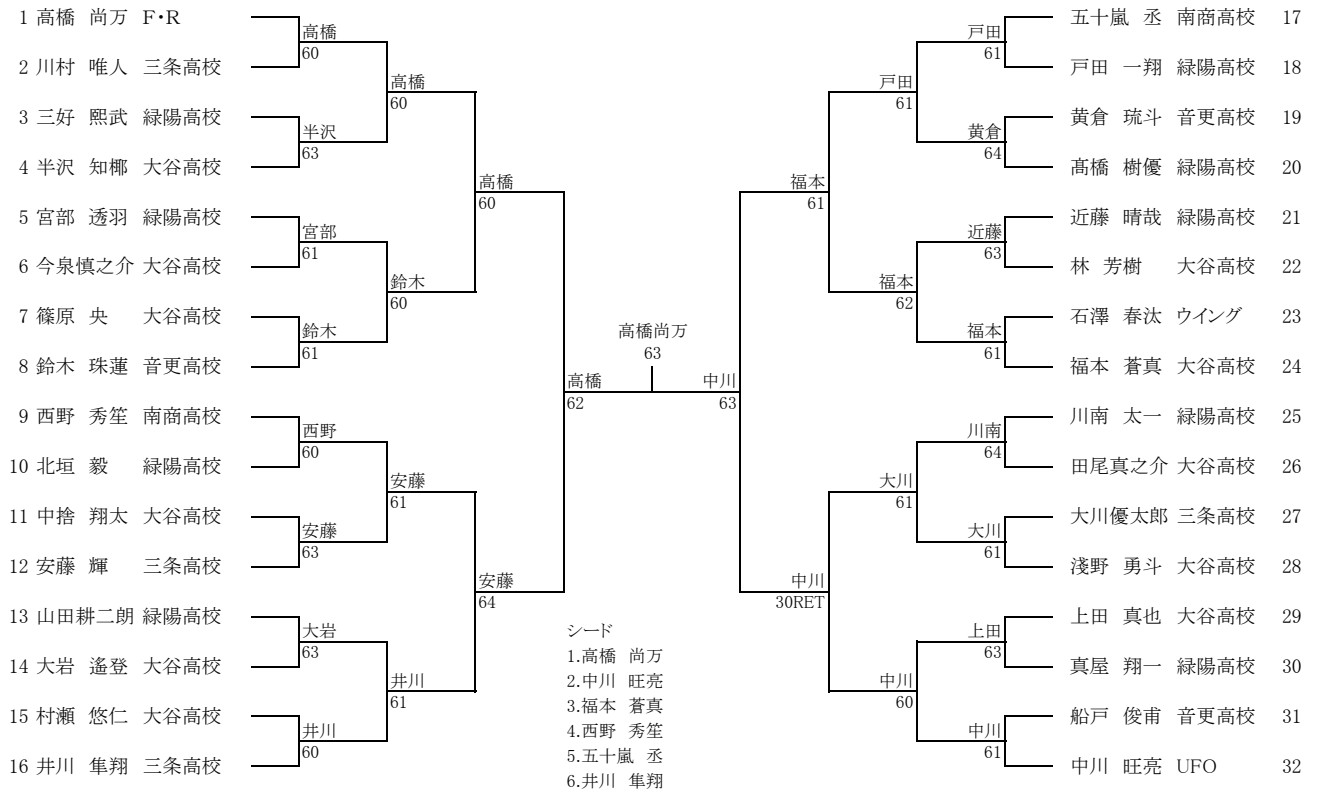 1 高橋 尚万 F・R
2 川村 唯人 三条高校
3 三好 熙武 緑陽高校
4 半沢 知梛 大谷高校
5 宮部 透羽 緑陽高校
6 今泉慎之介 大谷高校
7 篠原 央 大谷高校
8 鈴木 珠蓮 音更高校
9 西野 秀笙 南商高校
10 北垣 毅 緑陽高校
11 中捨 翔太 大谷高校
12 安藤 輝 三条高校
13 山田耕二朗 緑陽高校
14 大岩 遙登 大谷高校
15 村瀬 悠仁 大谷高校
16 井川 隼翔 三条高校
高橋
60
半沢
63
宮部
61
鈴木
61
西野
60
安藤
63
大岩
63
井川
60
高橋
60
鈴木
60
安藤
61
井川
61
高橋
60
安藤
64
高橋
62
高橋尚万
63
中川
63
福本
61
中川
30RET
戸田
61
福本
62
大川
61
中川
60
戸田
61
黄倉
64
近藤
63
福本
61
川南
64
大川
61
上田
63
中川
61
五十嵐 丞 南商高校 17
戸田 一翔 緑陽高校 18
黄倉 琉斗 音更高校 19
髙橋 樹優 緑陽高校 20
近藤 晴哉 緑陽高校 21
林 芳樹 大谷高校 22
石澤 春汰 ウイング 23
福本 蒼真 大谷高校 24
川南 太一 緑陽高校 25
田尾真之介 大谷高校 26
大川優太郎 三条高校 27
淺野 勇斗 大谷高校 28
上田 真也 大谷高校 29
真屋 翔一 緑陽高校 30
船戸 俊甫 音更高校 31
中川 旺亮 UFO 32
シード
1.高橋 尚万
2.中川 旺亮
3.福本 蒼真
4.西野 秀笙
5.五十嵐 丞
6.井川 隼翔